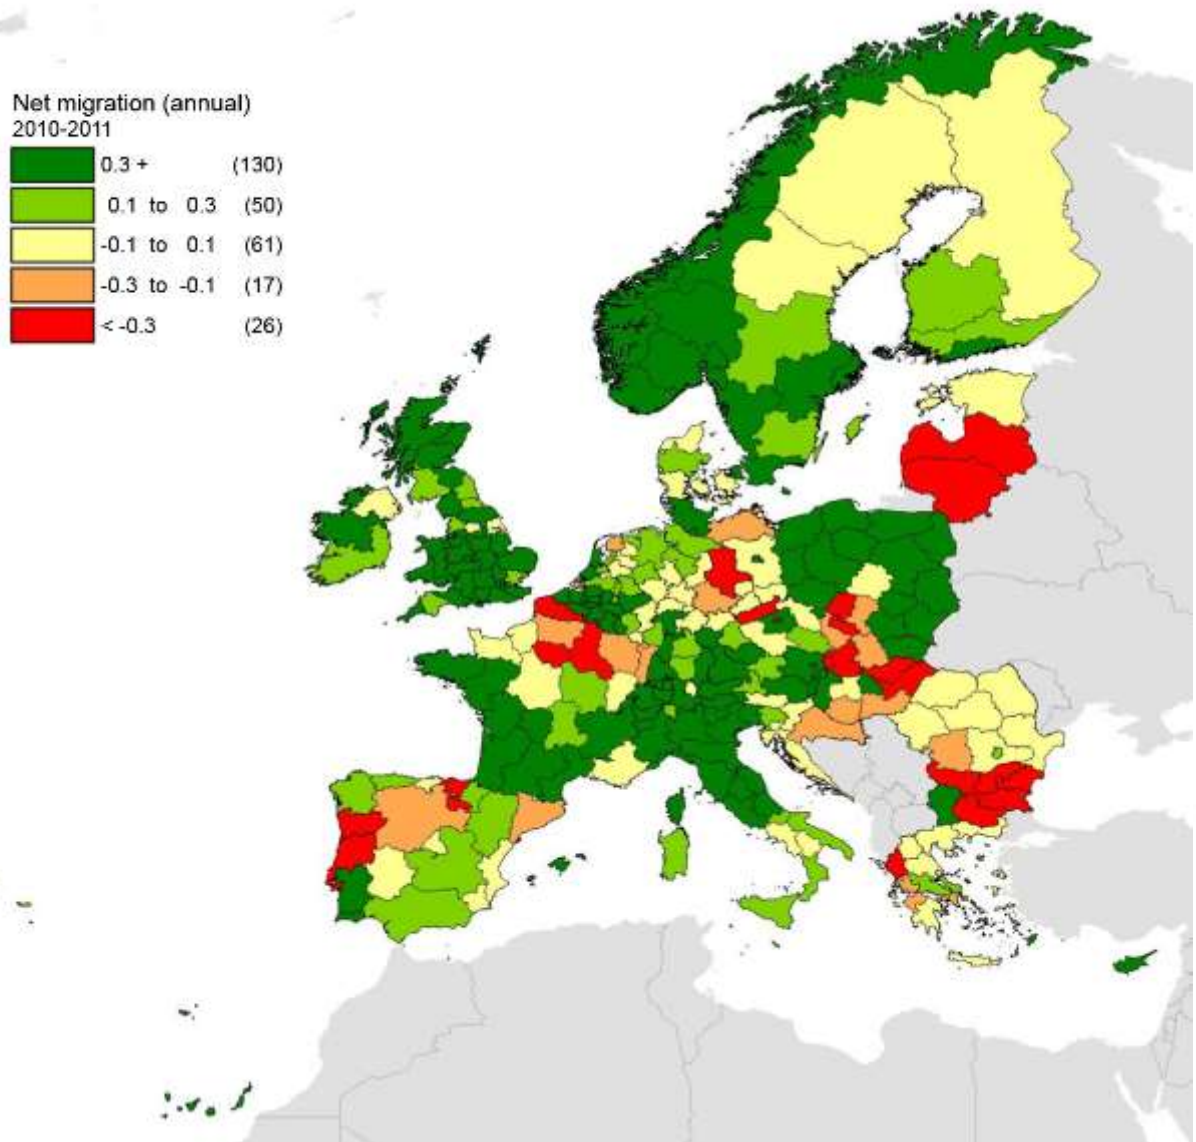 Net migration (annual)
2010-2011
0.3 + (130)
0.1 to 0.3 (50)
-0.1 to 0.1 (61)
-0.3 to -0.1 (17)
< -0.3 (26)